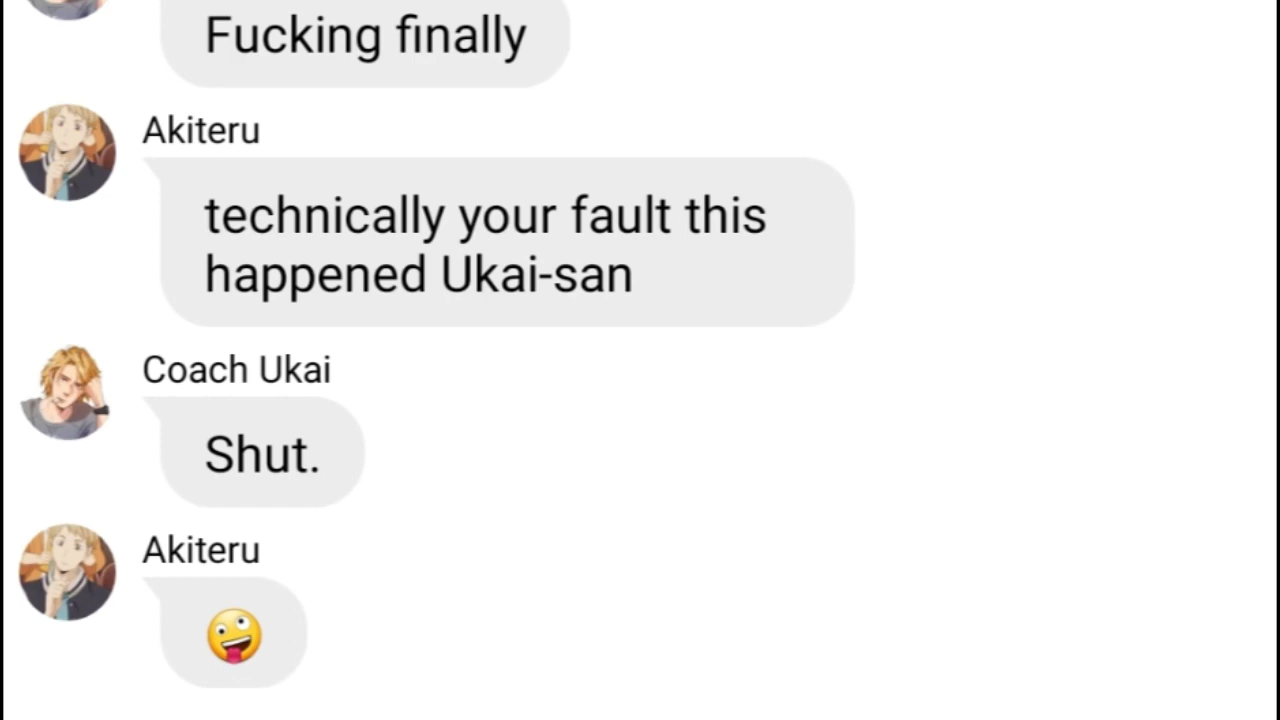 Fucking finally
Akiteru
technically your fault this
happened Ukai-san
Coach Ukai
Shut.
Akiteru
🤪